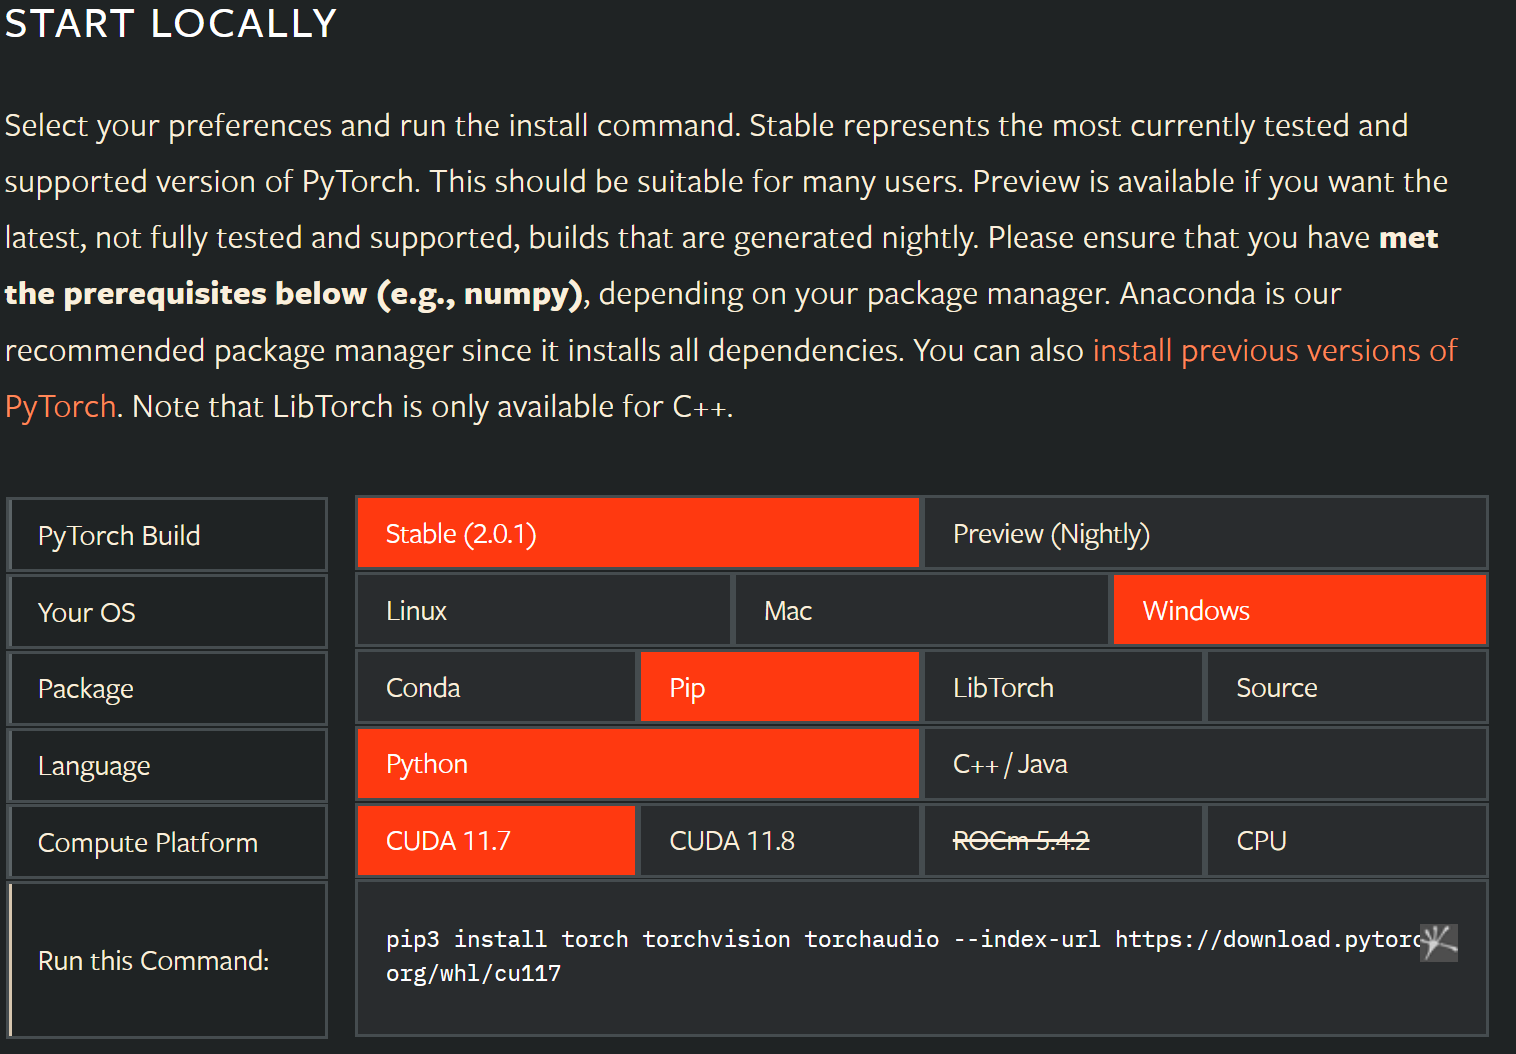 START LOCALLY
Select your preferences and run the install command. Stable represents the most currently tested and
supported version of PyTorch. This should be suitable for many users. Preview is available if you want the
latest, not fully tested and supported, builds that are generated nightly. Please ensure that you have met
the prerequisites below (e.g., numpy), depending on your package manager. Anaconda is our
recommended package manager since it installs all dependencies. You can also install previous versions of
PyTorch. Note that LibTorch is only available for C++.
PyTorch Build
Stable (2.0.1)
Preview (Nightly)
Your OS
Linux
Mac
Windows
Package
Conda
Pip
LibTorch
Source
Language
Python
C++ / Java
Compute Platform
CUDA 11.7
CUDA 11.8
ROCm 5.4.2
CPU
Run this Command:
pip3 install torch torchvision torchaudio --index-url https://download.pytorc
org/whl/cu117